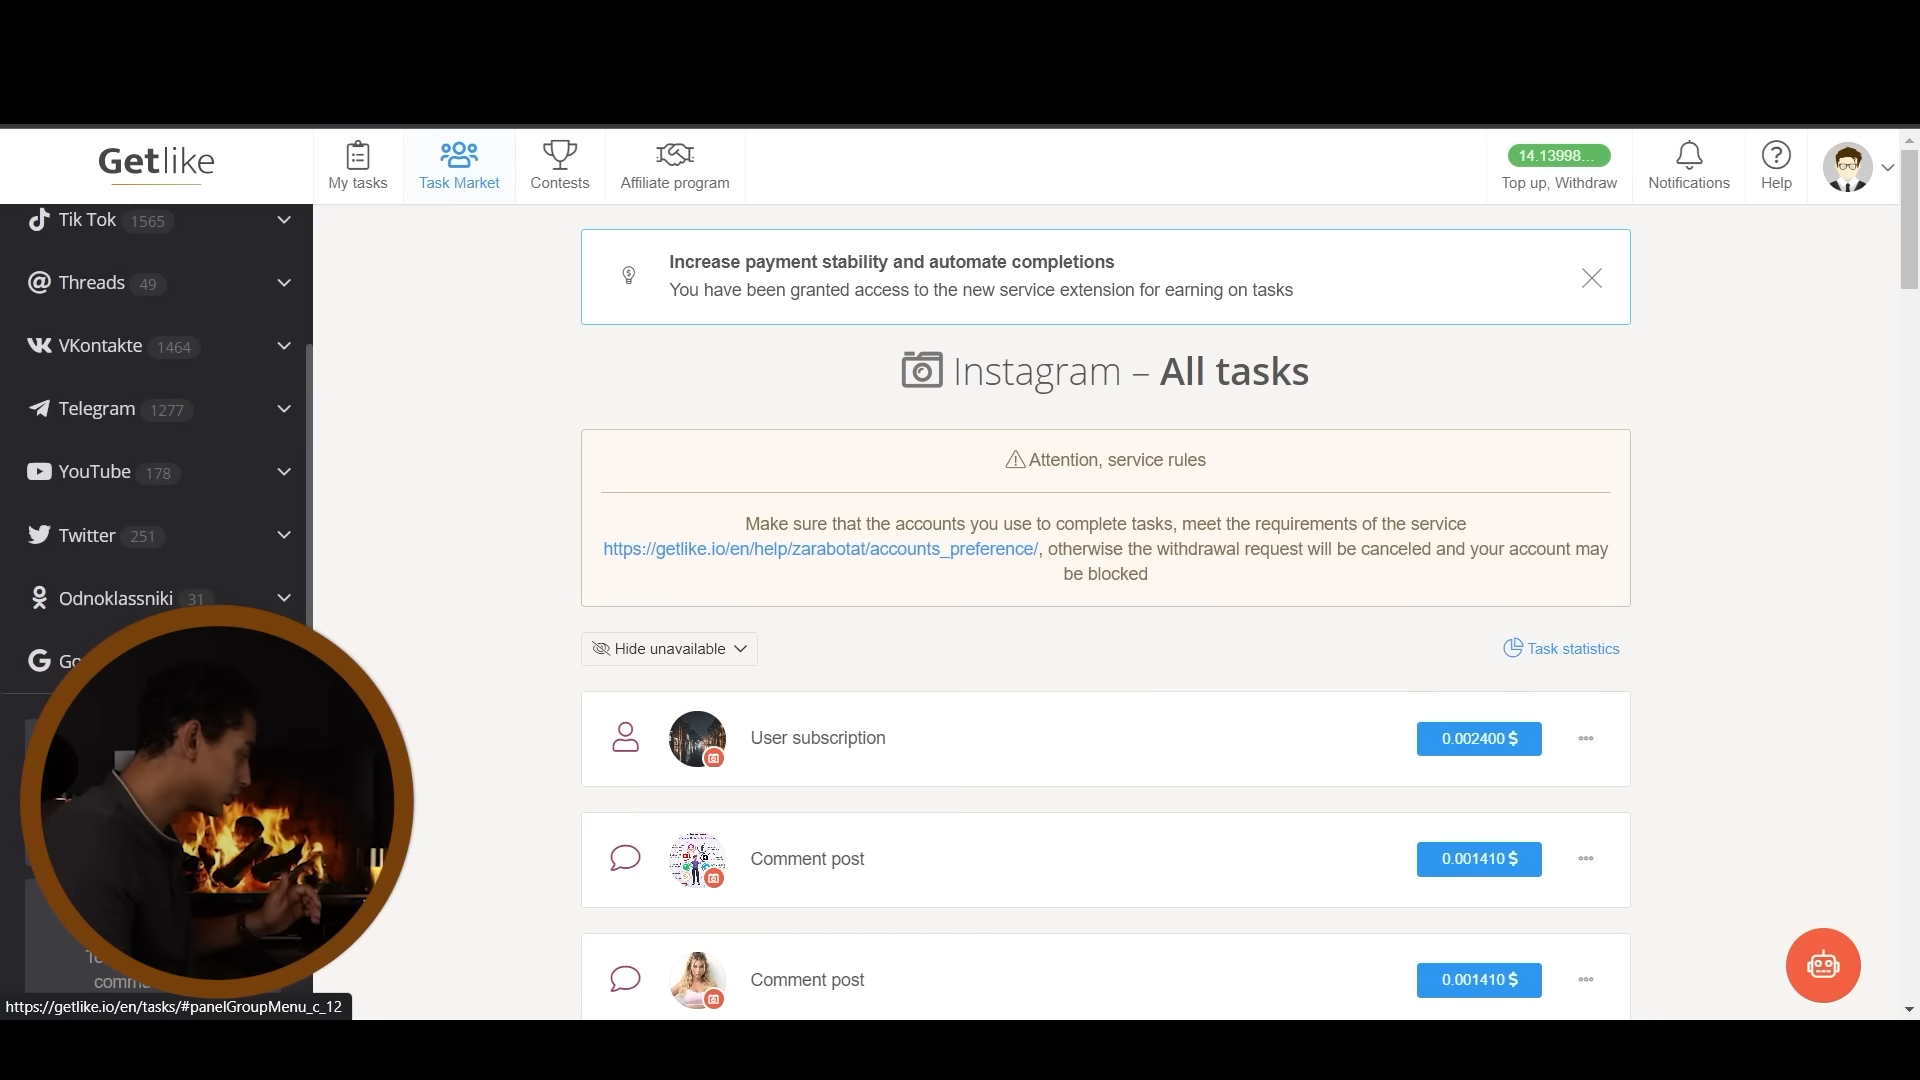 Getlike
My tasks
Task Market
Contests
Affiliate program
14.13998...
Top up, Withdraw
Notifications
Help
Tik Tok 1565
Threads 49
VKontakte 1464
Telegram 1277
YouTube 178
Twitter 251
Odnoklassniki 31
Increase payment stability and automate completions
You have been granted access to the new service extension for earning on tasks
Instagram – All tasks
Attention, service rules
Make sure that the accounts you use to complete tasks, meet the requirements of the service
https://getlike.io/en/help/zarabotat/accounts_preference/, otherwise the withdrawal request will be canceled and your account may
be blocked
Hide unavailable
Task statistics
User subscription
0.002400 $
Comment post
0.001410 $
Comment post
0.001410 $
https://getlike.io/en/tasks/#panelGroupMenu_c_12